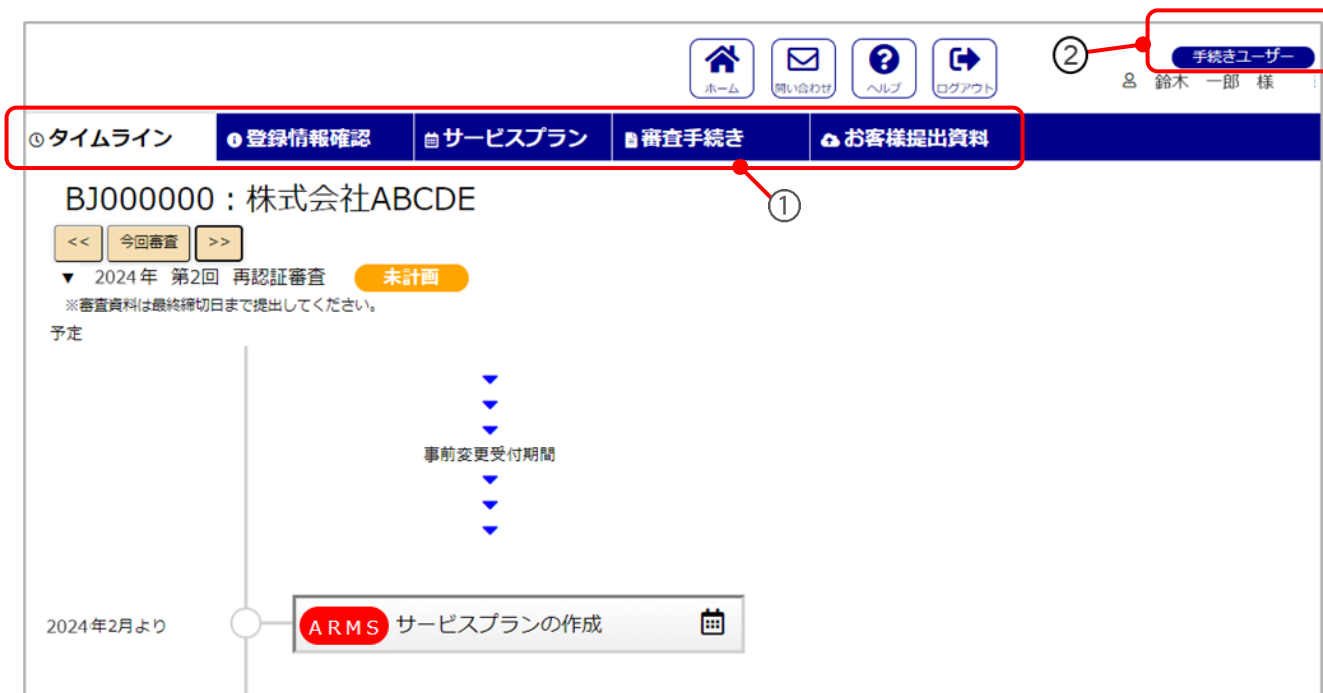 ②
手続きユーザー
ホーム
問い合わせ
ヘルプ
ログアウト
鈴木 一郎 様
タイムライン
登録情報確認
サービスプラン
審査手続き
お客様提出資料
①
BJ000000:株式会社ABCDE
<< 今回審査 >>
▼ 2024年 第2回 再認証審査 未計画
※審査資料は最終締切日まで提出してください。
予定
事前変更受付期間
2024年2月より
ARMS サービスプランの作成